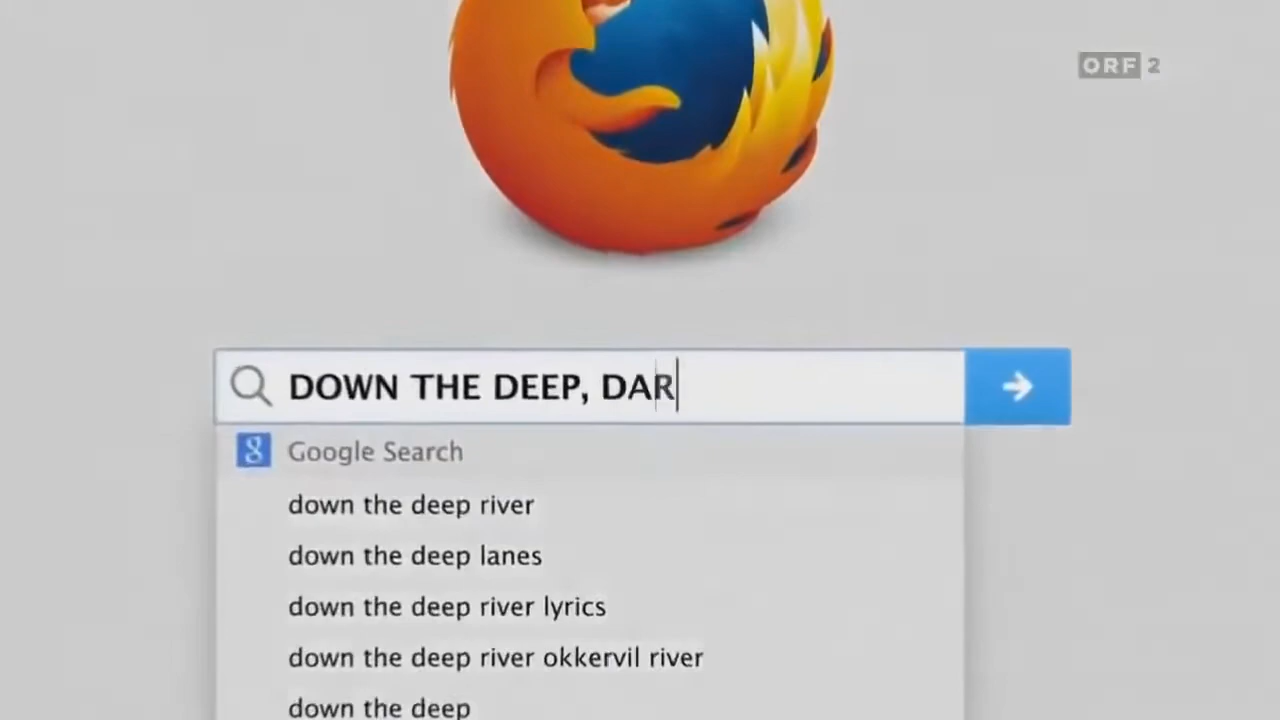 ORF 2
DOWN THE DEEP, DAR
8 Google Search
down the deep river
down the deep lanes
down the deep river lyrics
down the deep river okkervil river
down the deep